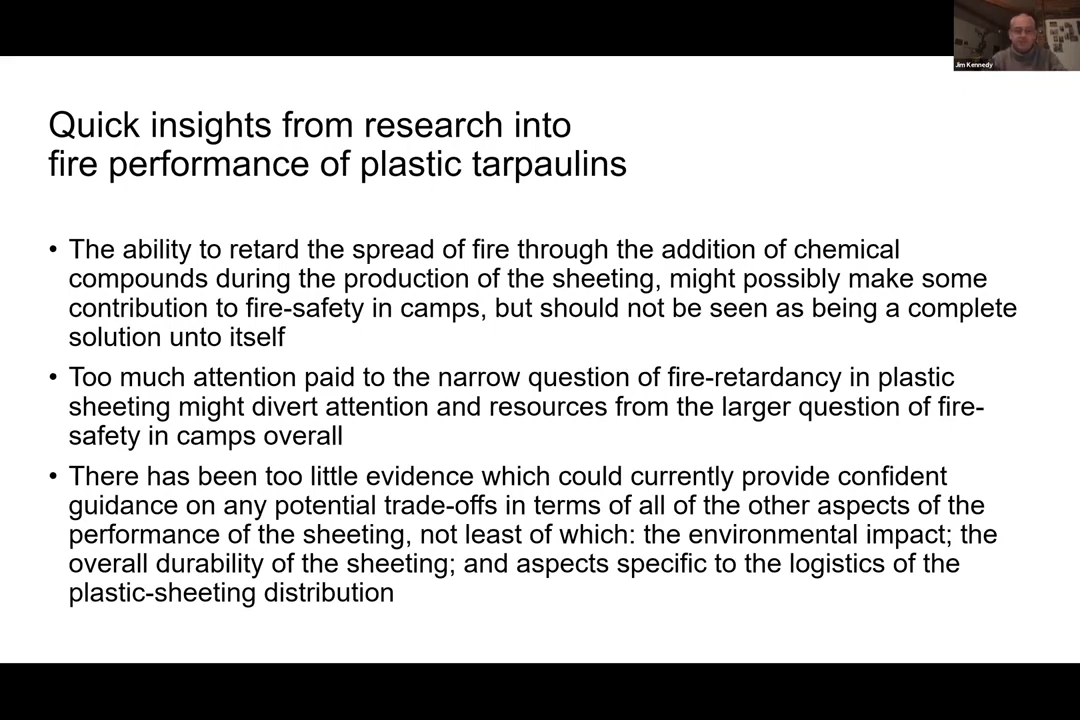 Jim Kennedy
Quick insights from research into
fire performance of plastic tarpaulins
• The ability to retard the spread of fire through the addition of chemical
compounds during the production of the sheeting, might possibly make some
contribution to fire-safety in camps, but should not be seen as being a complete
solution unto itself
• Too much attention paid to the narrow question of fire-retardancy in plastic
sheeting might divert attention and resources from the larger question of fire-
safety in camps overall
• There has been too little evidence which could currently provide confident
guidance on any potential trade-offs in terms of all of the other aspects of the
performance of the sheeting, not least of which: the environmental impact; the
overall durability of the sheeting; and aspects specific to the logistics of the
plastic-sheeting distribution